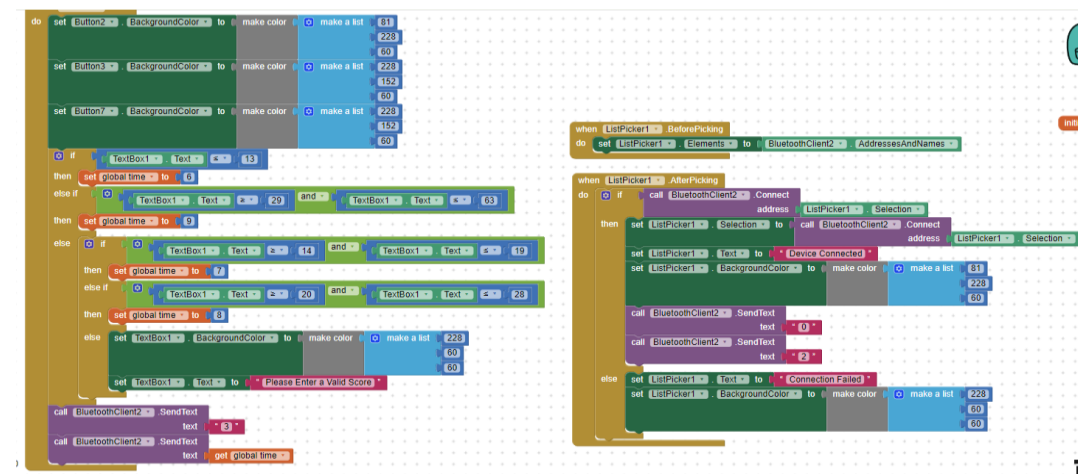 do set Button2 . BackgroundColor to make color make a list 81
228
60
set Button3 . BackgroundColor to make color make a list 228
152
60
set Button7 . BackgroundColor to make color make a list 228
152
60
if TextBox1 . Text ≤ 13
then set global time to 6
else if TextBox1 . Text ≥ 29 and TextBox1 . Text ≤ 63
then set global time to 9
else if TextBox1 . Text ≥ 14 and TextBox1 . Text ≤ 19
then set global time to 7
else if TextBox1 . Text ≥ 20 and TextBox1 . Text ≤ 28
then set global time to 8
else set TextBox1 . BackgroundColor to make color make a list 228
60
60
set TextBox1 . Text to " Please Enter a Valid Score "
call BluetoothClient2 .SendText
text " 3 "
call BluetoothClient2 .SendText
text get global time
when ListPicker1 .BeforePicking
do set ListPicker1 . Elements to BluetoothClient2 . AddressesAndNames
when ListPicker1 .AfterPicking
do if call BluetoothClient2 .Connect
address ListPicker1 . Selection
then set ListPicker1 . Selection to call BluetoothClient2 .Connect
address ListPicker1 . Selection
set ListPicker1 . Text to " Device Connected "
set ListPicker1 . BackgroundColor to make color make a list 81
228
60
call BluetoothClient2 .SendText
text " 0 "
call BluetoothClient2 .SendText
text " 2 "
else set ListPicker1 . Text to " Connection Failed "
set ListPicker1 . BackgroundColor to make color make a list 228
60
60